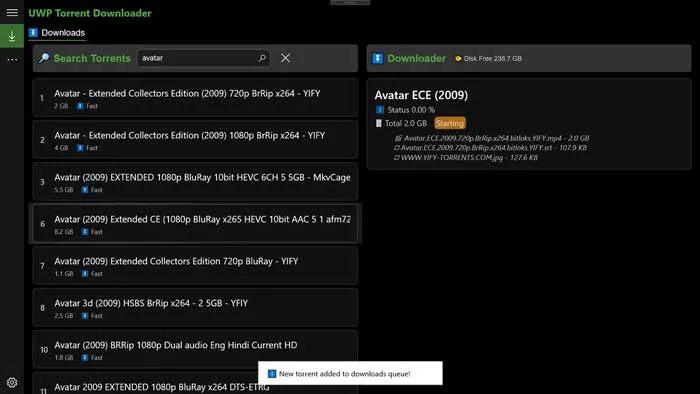 UWP Torrent Downloader
Downloads
Search Torrents
avatar
1
Avatar - Extended Collectors Edition (2009) 720p BrRip x264 - YIFY
2 GB Fast
2
Avatar - Extended Collectors Edition (2009) 1080p BrRip x264 - YIFY
4 GB Fast
3
Avatar (2009) EXTENDED 1080p BluRay 10bit HEVC 6CH 5 5GB - MkvCage
5.5 GB Fast
6
Avatar (2009) Extended CE (1080p BluRay x265 HEVC 10bit AAC 5 1 afm72
8.2 GB Fast
7
Avatar (2009) Extended Collectors Edition 720p BluRay - YIFY
1.1 GB Fast
8
Avatar 3d (2009) HSBS BrRip x264 - 2 5GB - YFIY
2.5 GB Fast
10
Avatar (2009) BRRip 1080p Dual audio Eng Hindi Current HD
1.8 GB Fast
11
Avatar 2009 EXTENDED 1080p BluRay x264 DTS-ETRG
Downloader
Disk Free 238.7 GB
Avatar ECE (2009)
Status 0.00 %
Total 2.0 GB Starting
Avatar.ECE.2009.720p.BrRip.x264.bitloks.YIFY.mp4 - 2.0 GB
Avatar.ECE.2009.720p.BrRip.x264.bitloks.YIFY.srt - 107.9 KB
WWW.YIFY-TORRENTS.COM.jpg - 127.6 KB
New torrent added to downloads queue!